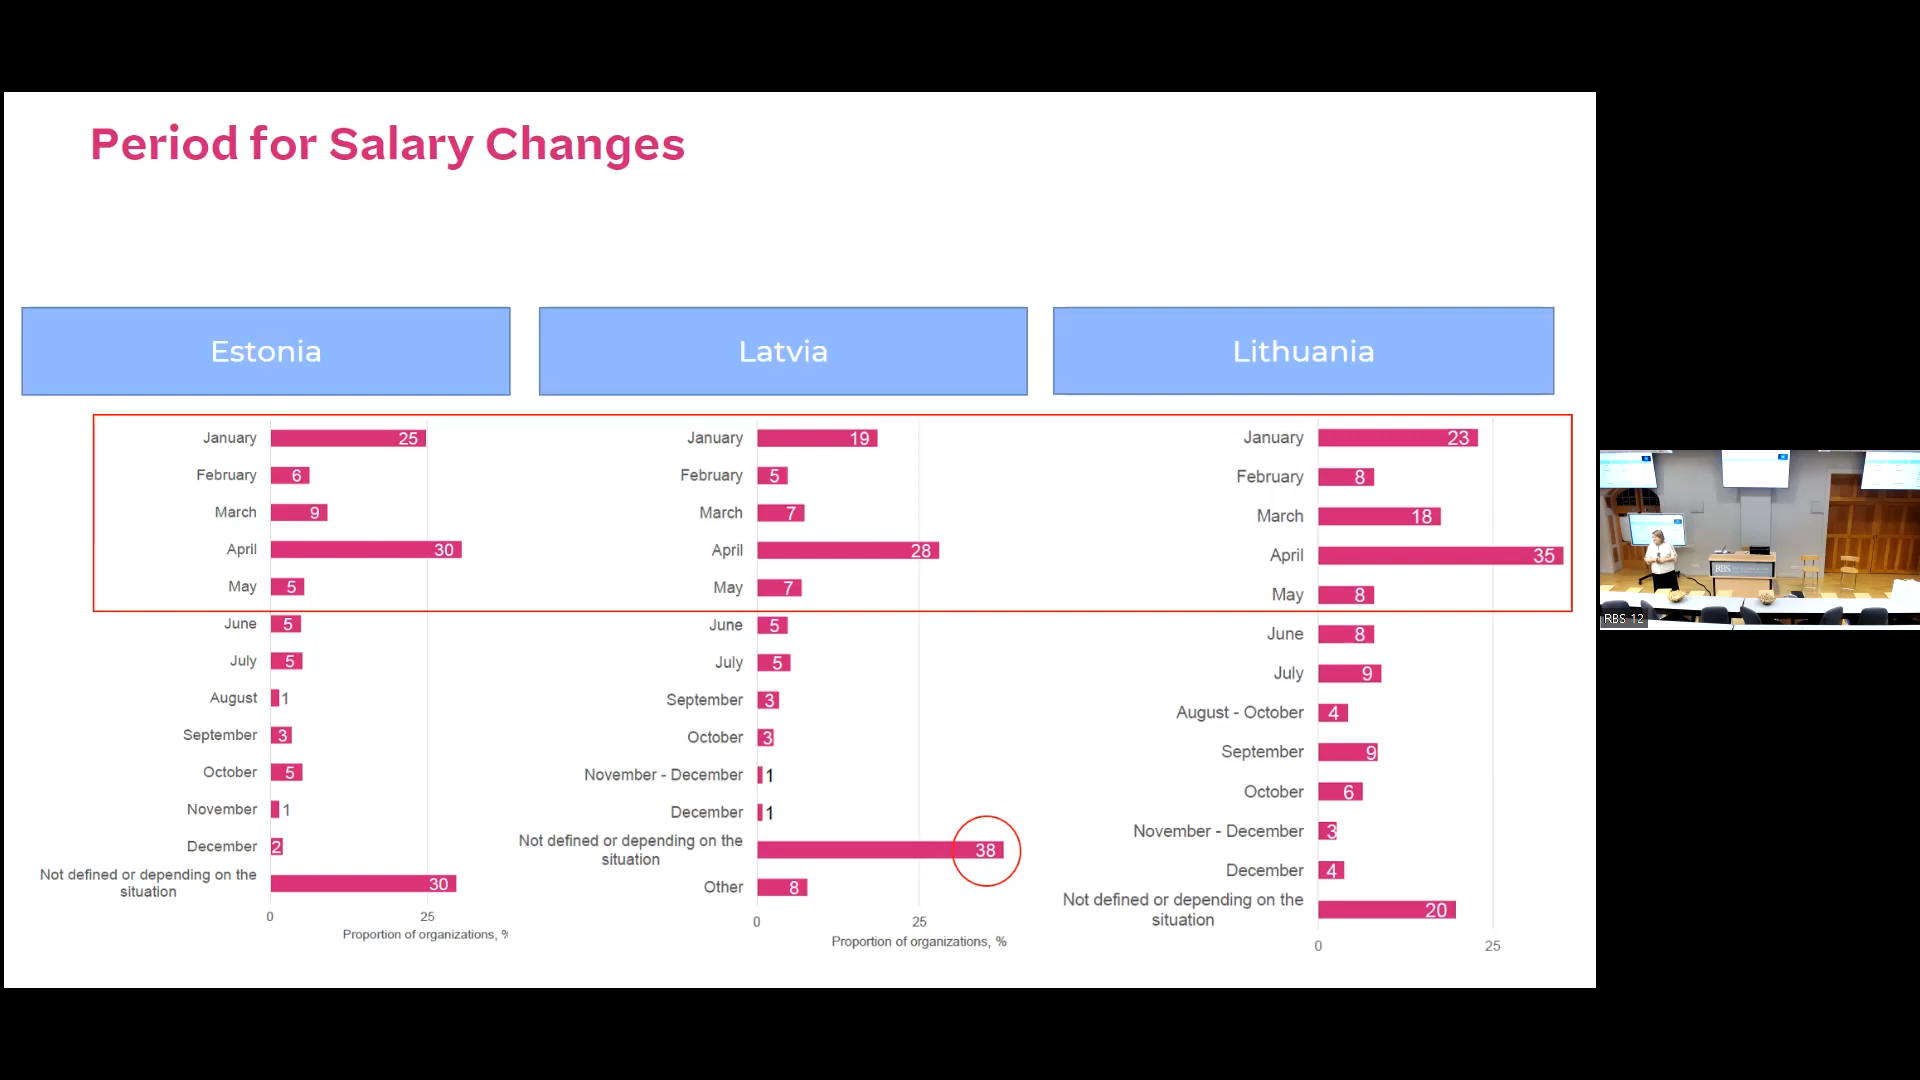 Period for Salary Changes
Estonia
January 25
February 6
March 9
April 30
May 5
June 5
July 5
August 1
September 3
October 5
November 1
December 2
Not defined or depending on the
situation
30
0 25
Proportion of organizations, %
Latvia
January 19
February 5
March 7
April 28
May 7
June 5
July 5
September 3
October 3
November - December 1
December 1
Not defined or depending on the
situation
38
Other 8
0 25
Proportion of organizations, %
Lithuania
January 23
February 8
March 18
April 35
May 8
June 8
July 9
August - October 4
September 9
October 6
November - December 3
December 4
Not defined or depending on the
situation
20
0 25
RBS
RBS 12